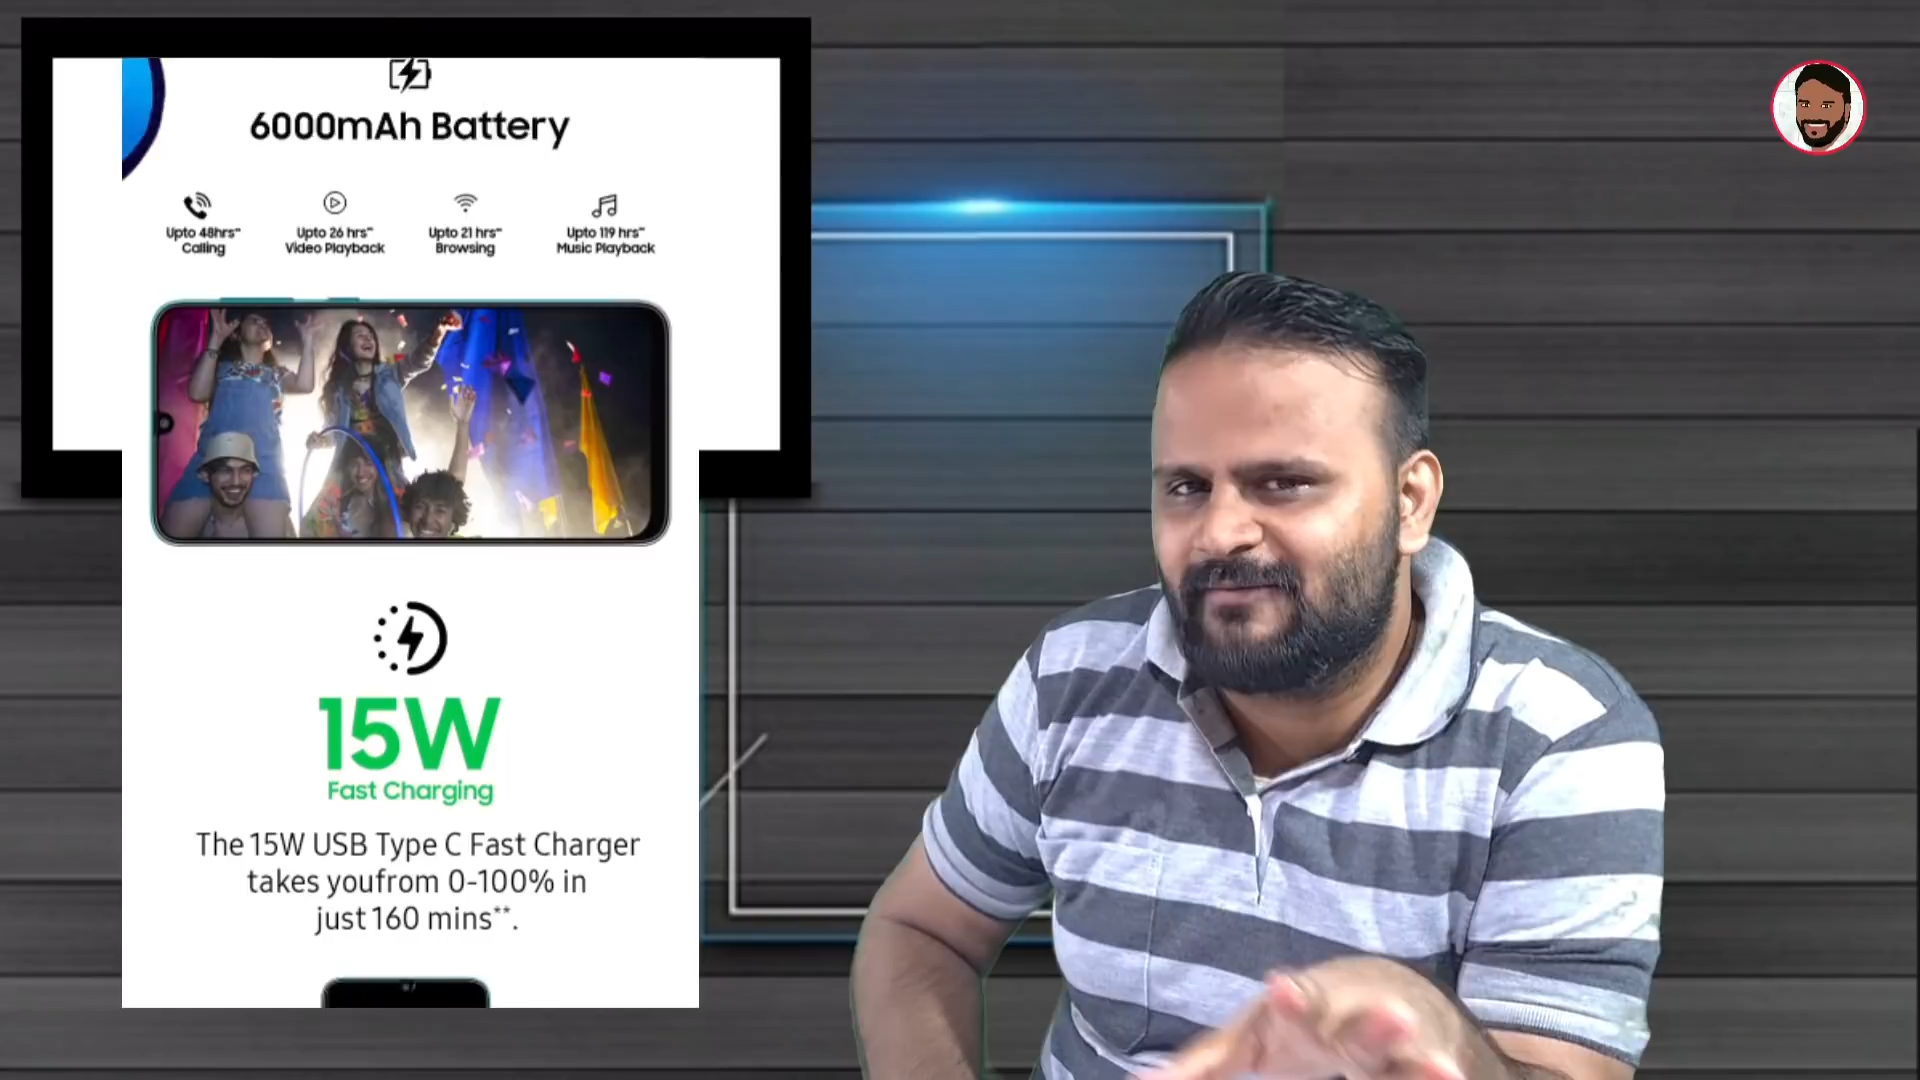 6000mAh Battery
Upto 48hrs**
Calling
Upto 26 hrs**
Video Playback
Upto 21 hrs**
Browsing
Upto 119 hrs**
Music Playback
15W
Fast Charging
The 15W USB Type C Fast Charger
takes youfrom 0-100% in
just 160 mins**.